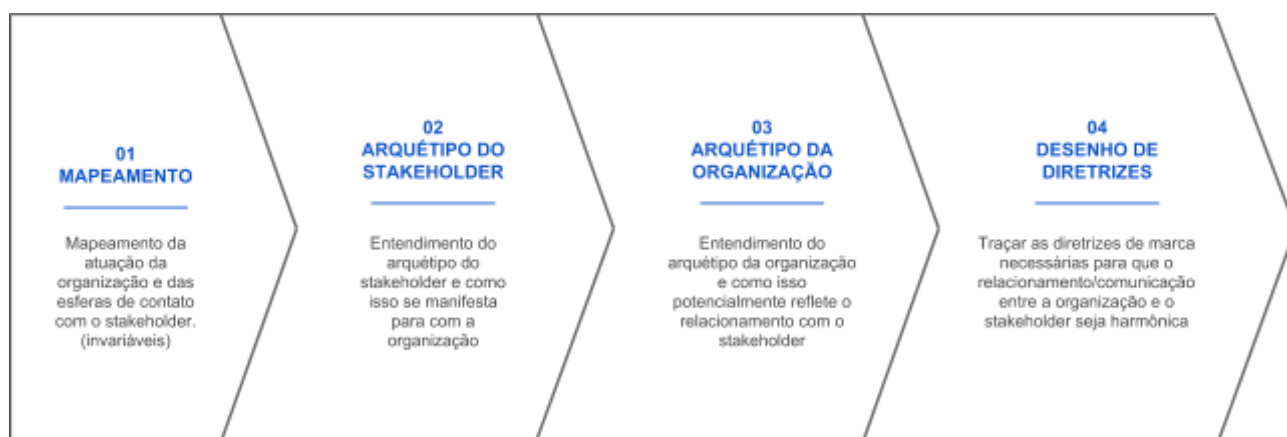 01
MAPEAMENTO
Mapeamento da
atuação da
organização e das
esferas de contato
com o stakeholder.
(invariáveis)
02
ARQUÉTIPO DO
STAKEHOLDER
Entendimento do
arquétipo do
stakeholder e como
isso se manifesta
para com a
organização
03
ARQUÉTIPO DA
ORGANIZAÇÃO
Entendimento do
arquétipo da organização
e como isso
potencialmente reflete o
relacionamento com o
stakeholder
04
DESENHO DE
DIRETRIZES
Traçar as diretrizes de marca
necessárias para que o
relacionamento/comunicação
entre a organização e o
stakeholder seja harmônica